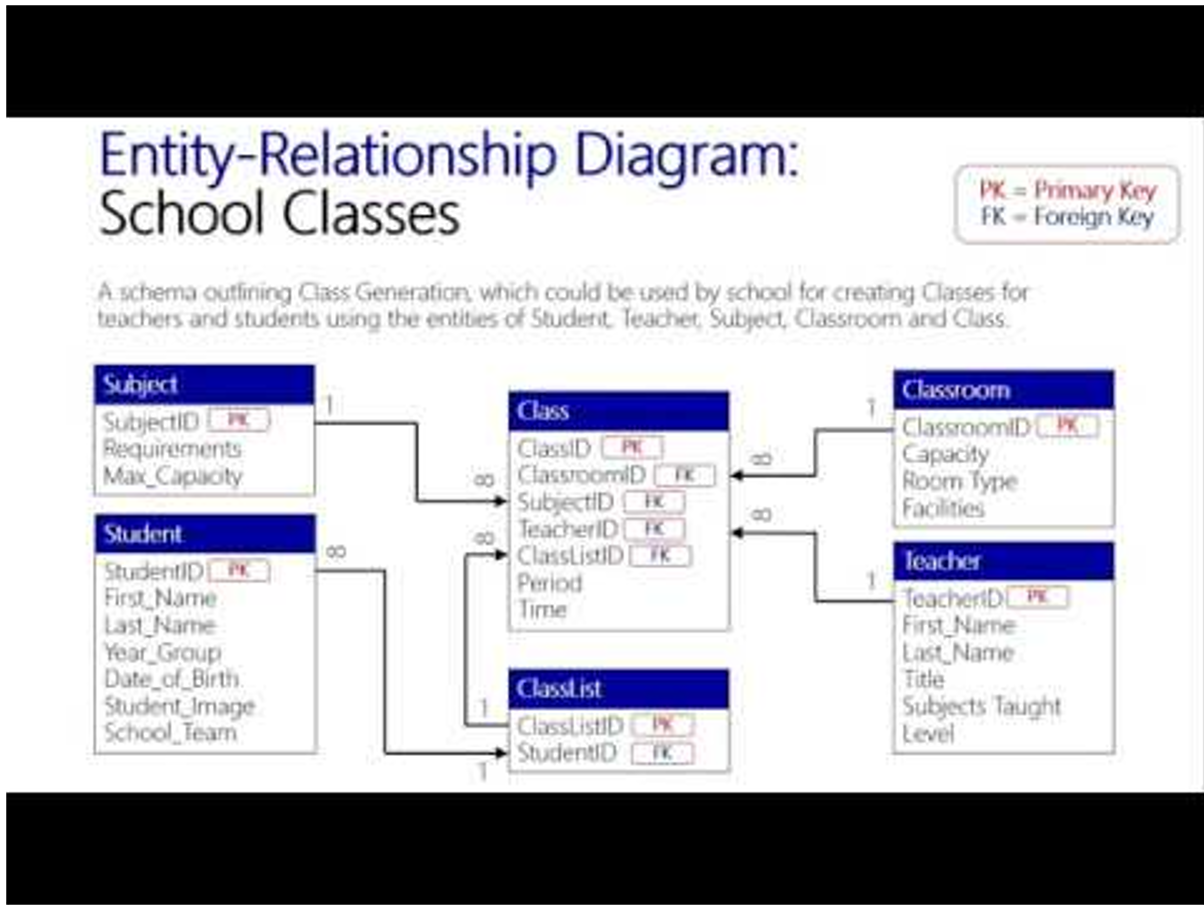 Entity-Relationship Diagram:
School Classes
PK = Primary Key
FK = Foreign Key
A schema outlining Class Generation, which could be used by school for creating Classes for
teachers and students using the entities of Student, Teacher, Subject, Classroom and Class.
Subject
SubjectID PK
Requirements
Max_Capacity
1
∞
Student
StudentID PK
First_Name
Last_Name
Year_Group
Date_of_Birth
Student_Image
School_Team
∞
1
Class
ClassID PK
ClassroomID FK
SubjectID FK
TeacherID FK
ClassListID FK
Period
Time
∞
1
ClassList
ClassListID PK
StudentID FK
Classroom
ClassroomID PK
Capacity
Room Type
Facilities
1
∞
Teacher
TeacherID PK
First_Name
Last_Name
Title
Subjects Taught
Level
1
∞